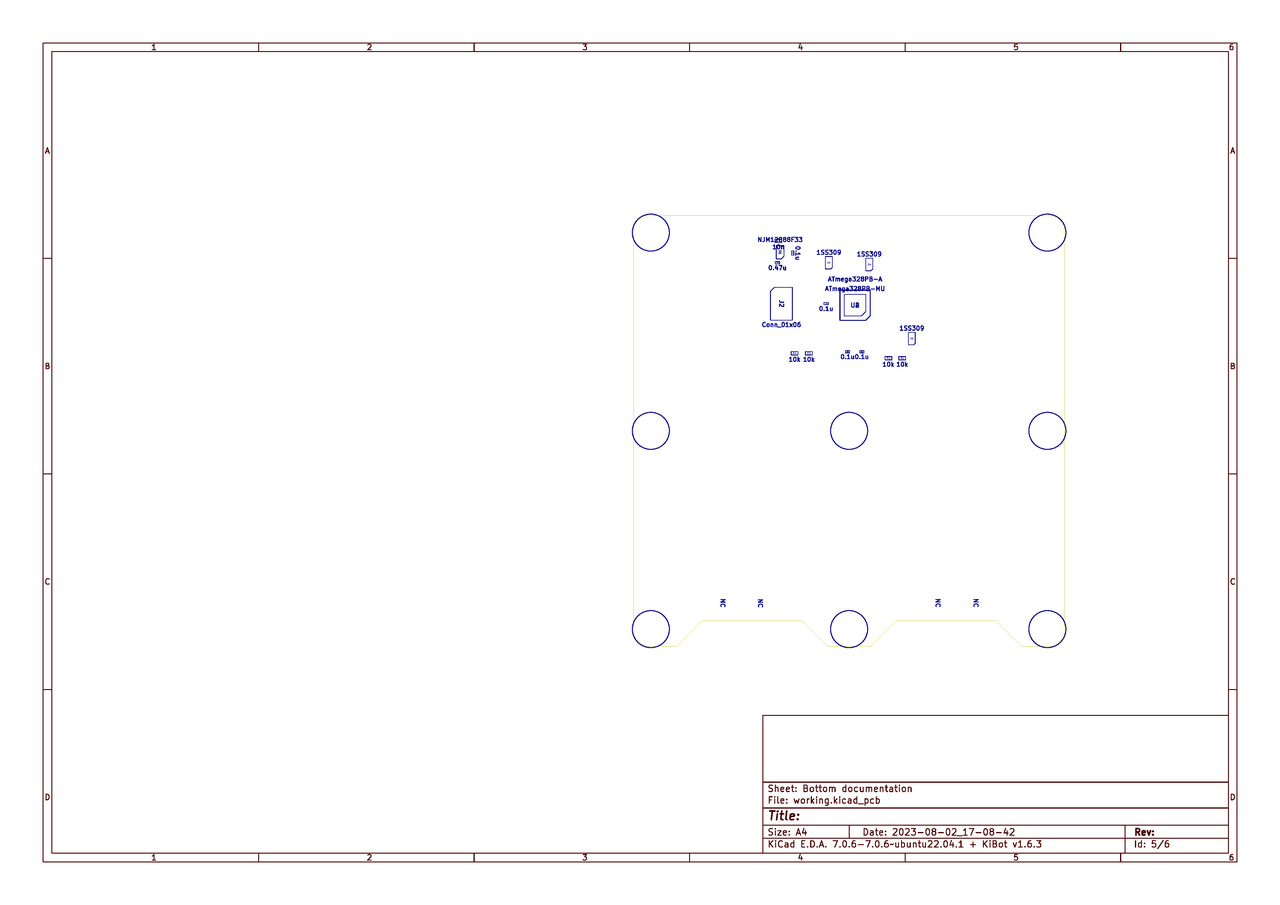 1 2 3 4 5 6
A A
NJM12888F33
10n
0.1u
0.47u
1SS309
1SS309
ATmega328PB-A
ATmega328PB-MU
J2
0.1u
Conn_01x06
1SS309
10k 10k
0.1u 0.1u
10k 10k
B B
C C
NC NC NC NC
D D
Sheet: Bottom documentation
File: working.kicad_pcb
Title:
Size: A4 Date: 2023-08-02_17-08-42 Rev:
KiCad E.D.A. 7.0.6-7.0.6~ubuntu22.04.1 + KiBot v1.6.3 Id: 5/6
1 2 3 4 5 6